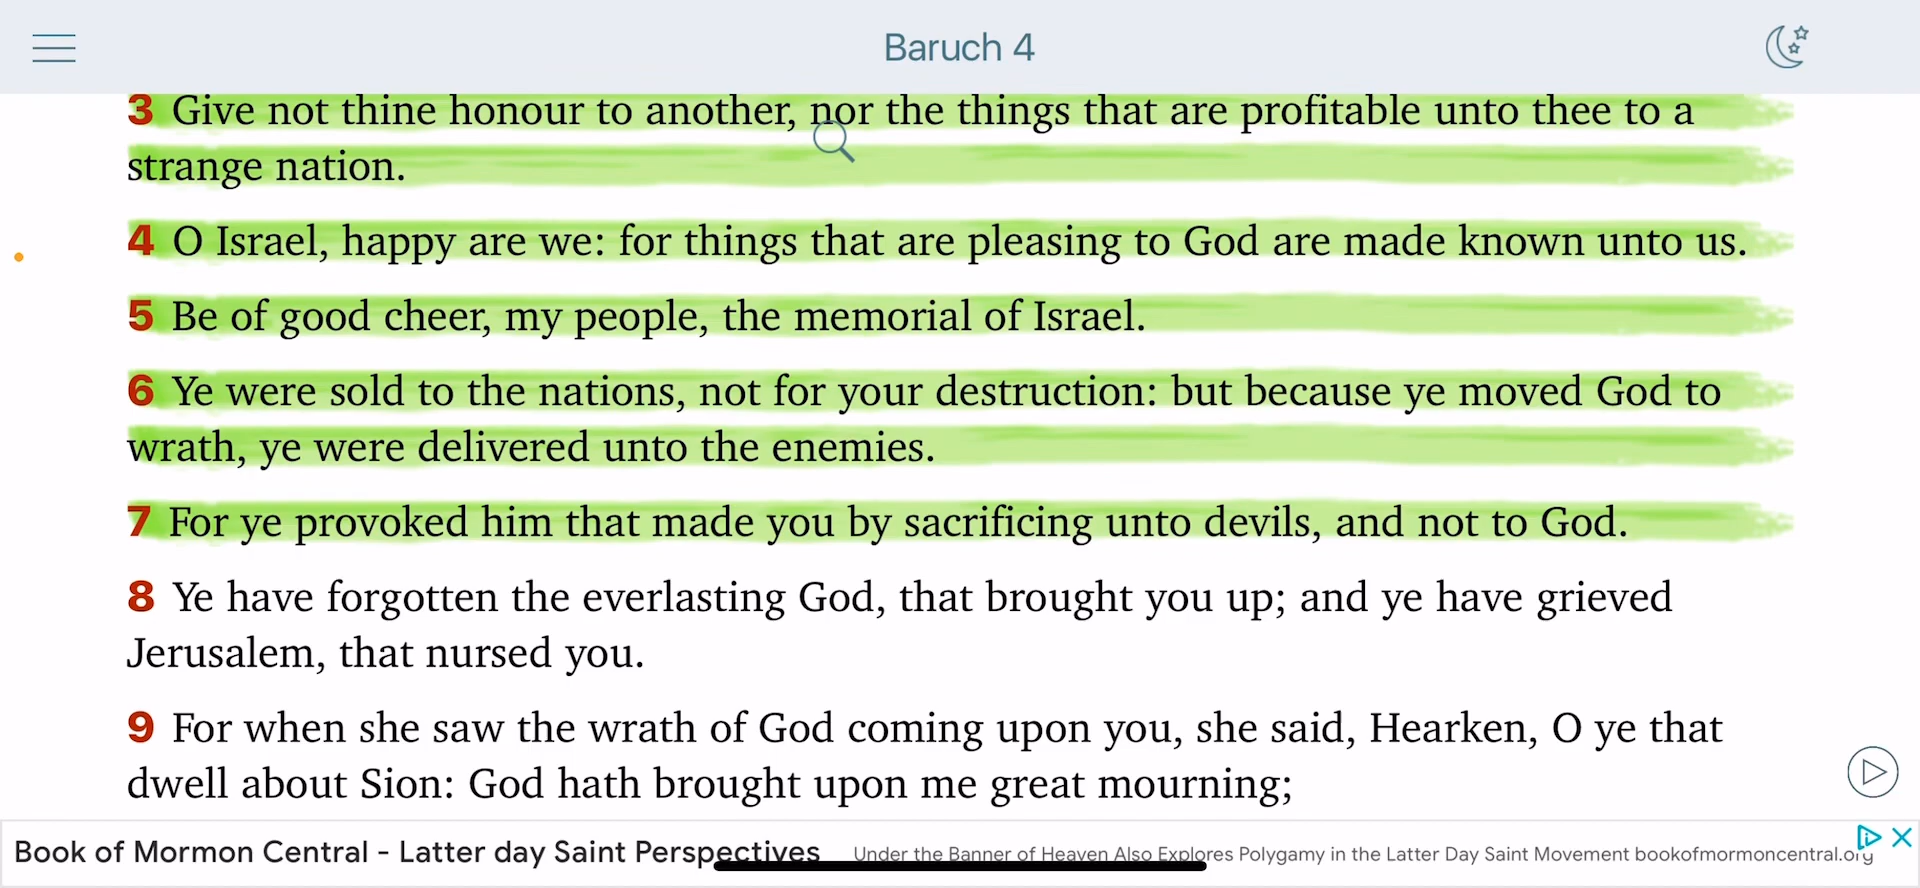 Baruch 4
3 Give not thine honour to another, nor the things that are profitable unto thee to a
strange nation.
4 O Israel, happy are we: for things that are pleasing to God are made known unto us.
5 Be of good cheer, my people, the memorial of Israel.
6 Ye were sold to the nations, not for your destruction: but because ye moved God to
wrath, ye were delivered unto the enemies.
7 For ye provoked him that made you by sacrificing unto devils, and not to God.
8 Ye have forgotten the everlasting God, that brought you up; and ye have grieved
Jerusalem, that nursed you.
9 For when she saw the wrath of God coming upon you, she said, Hearken, O ye that
dwell about Sion: God hath brought upon me great mourning;
Book of Mormon Central - Latter day Saint Perspectives Under the Banner of Heaven Also Explores Polygamy in the Latter Day Saint Movement bookofmormoncentral.org